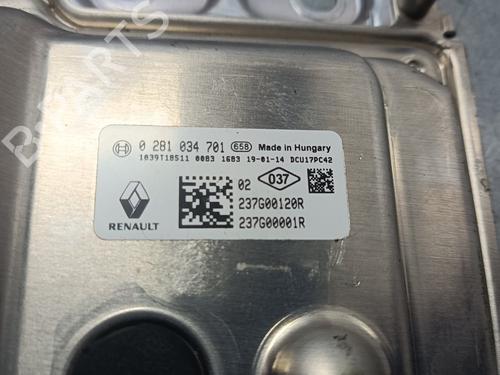 0 281 034 701 658 Made in Hungary
1039T18511 0083 1683 19-01-14 DCU17PC42
02 037
237G00120R
237G00001R
RENAULT
B-PARTS